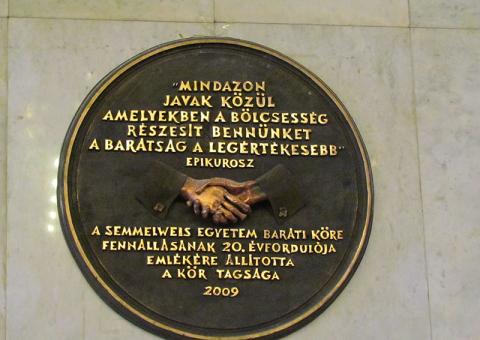 "MINDAZON
JAVAK KÖZÜL
AMELYEKBEN A BÖLCSESSÉG
RÉSZESÍT BENNÜNKET
A BARÁTSÁG A LEGÉRTÉKESEBB"
EPIKUROSZ
A SEMMELWEIS EGYETEM BARÁTI KÖRE
FENNÁLLÁSÁNAK 20. ÉVFORDULÓJA
EMLÉKÉRE ÁLLÍTOTTA
A KÖR TAGSÁGA
2009